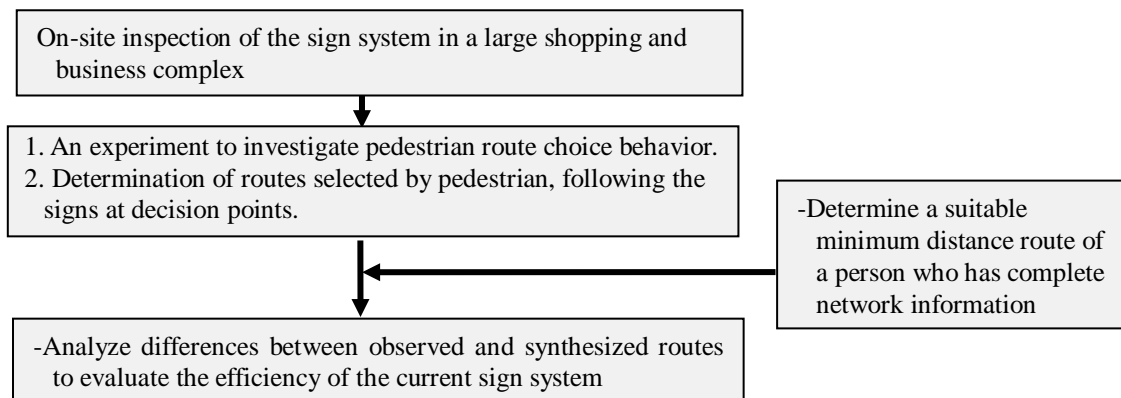 On-site inspection of the sign system in a large shopping and
business complex
1. An experiment to investigate pedestrian route choice behavior.
2. Determination of routes selected by pedestrian, following the
signs at decision points.
-Determine a suitable
minimum distance route of
a person who has complete
network information
-Analyze differences between observed and synthesized routes
to evaluate the efficiency of the current sign system